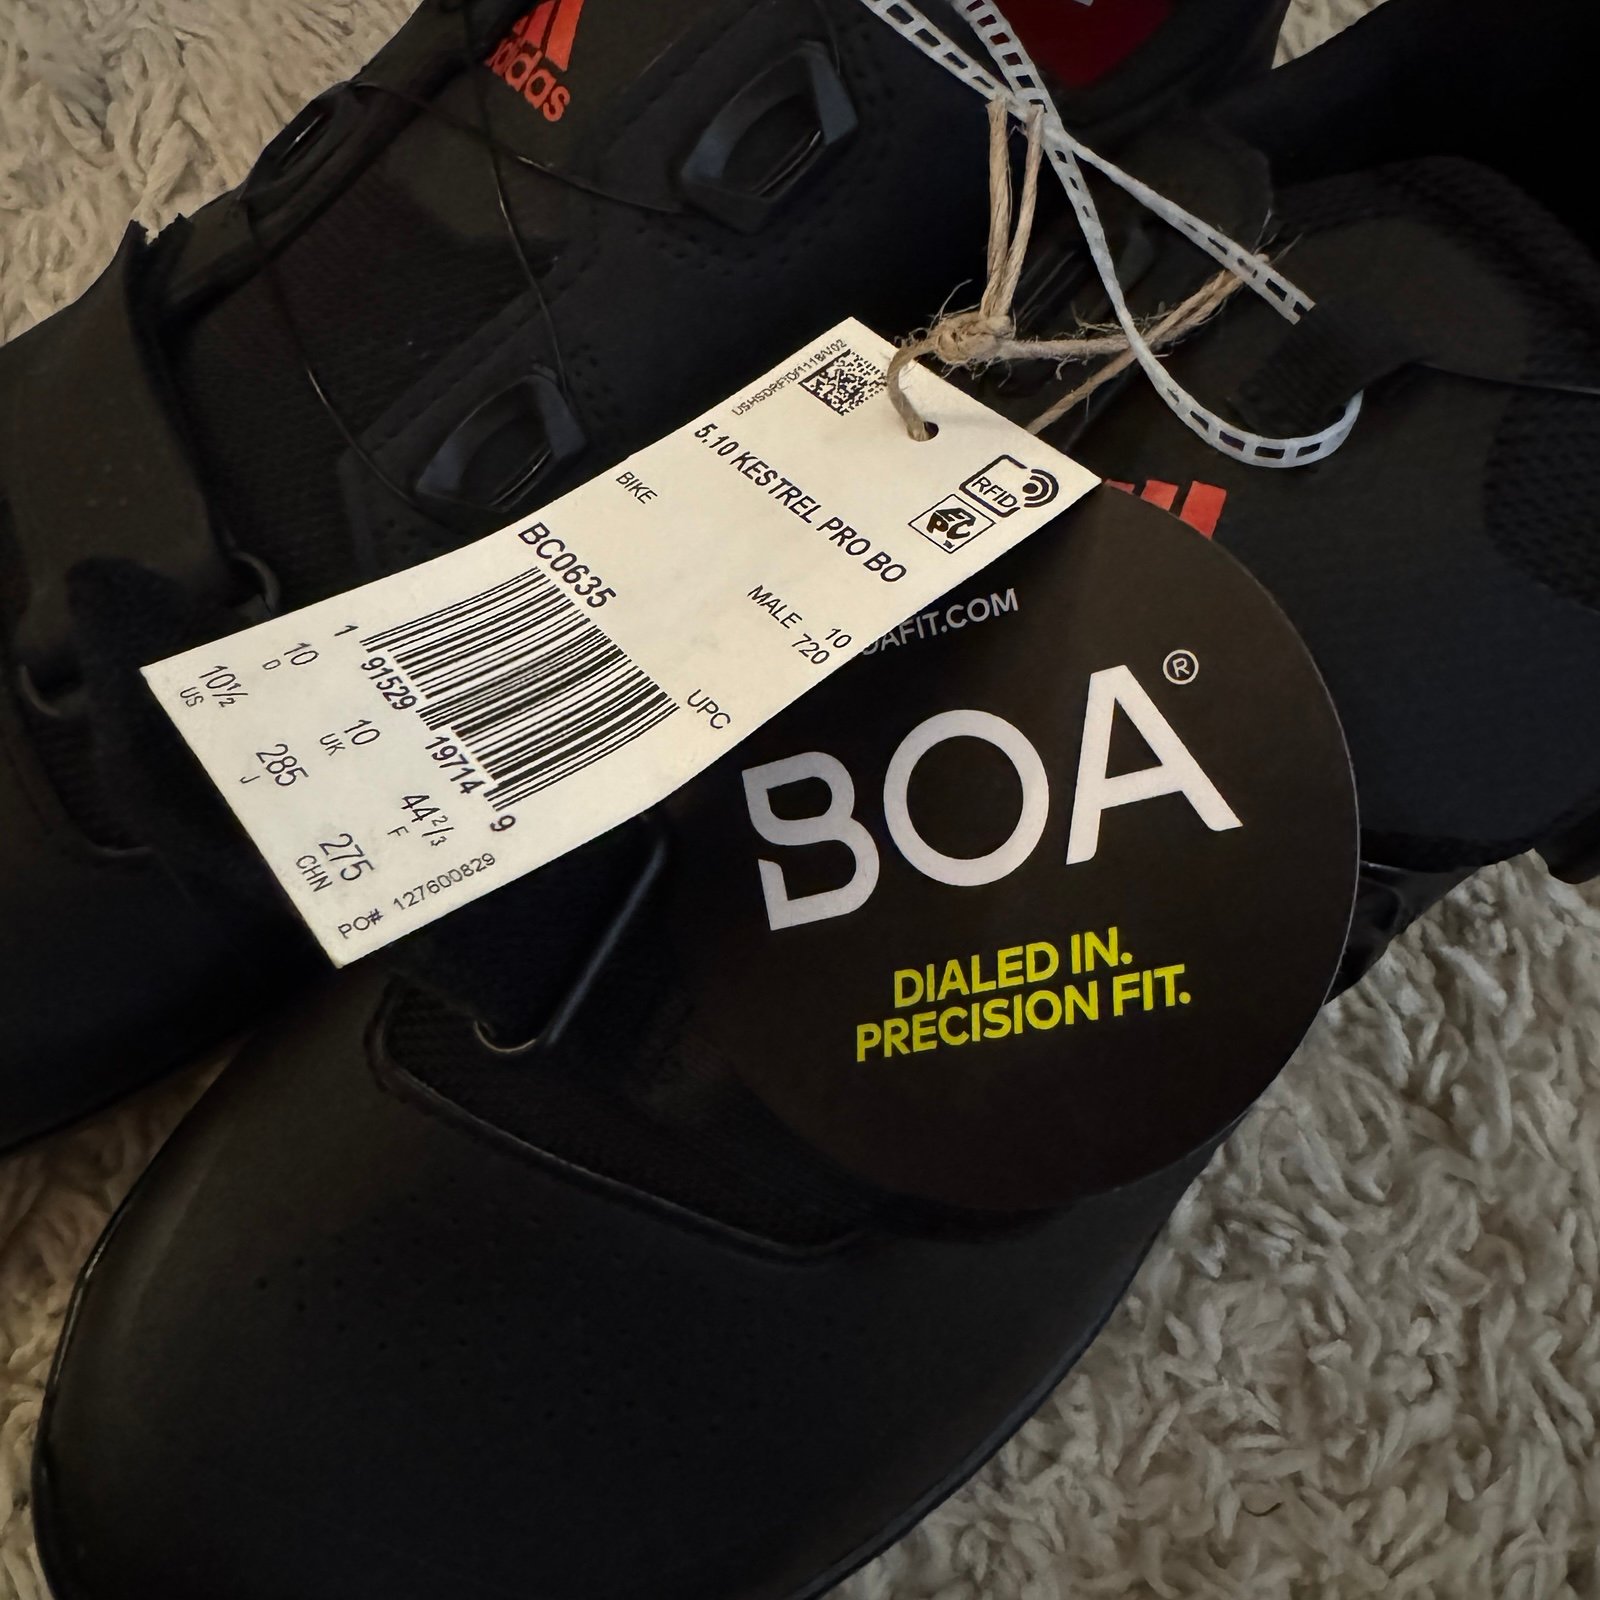 adidas
USHSDRFID/1118/V02
5.10 KESTREL PRO BO
RFID
EPC
BIKE
MALE 10
720
BC0635
UPC
1 91529 19714 9
10 D
10½ US
10 UK
285 J
44⅔ F
275 CHN
PO# 127600829
AFIT.COM
BOA®
DIALED IN.
PRECISION FIT.